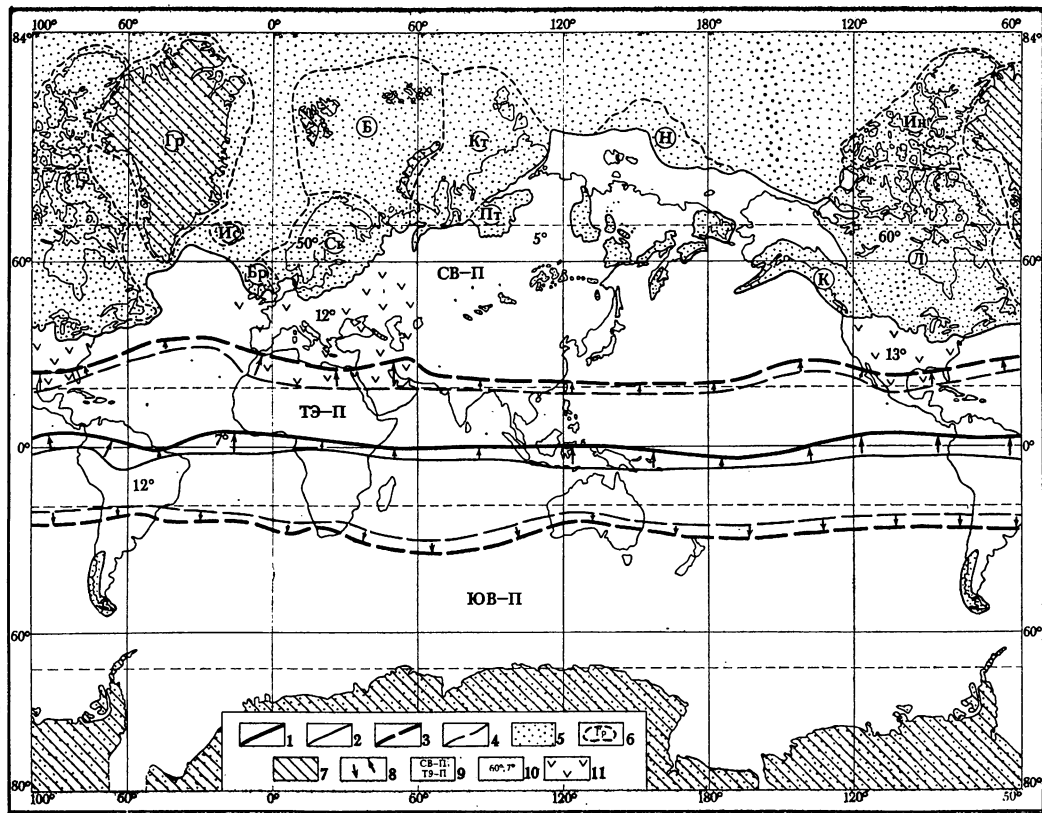 100° 60° 0° 60° 120° 180° 120° 60°
84° 84°
Гр Б Кт Н Ин
Ис 50° Ск Пт 5° 60° Л
60° Бр СВ–П К 60°
12° 13°
ТЭ–П
0° 7° 0°
12°
ЮВ–П
60° 60°
1 2 3 4 5 Гр 6
7 8 СВ–П ТЭ–П 9 60°, 7° 10 11
80° 80°
100° 60° 0° 60° 120° 180° 120° 50°